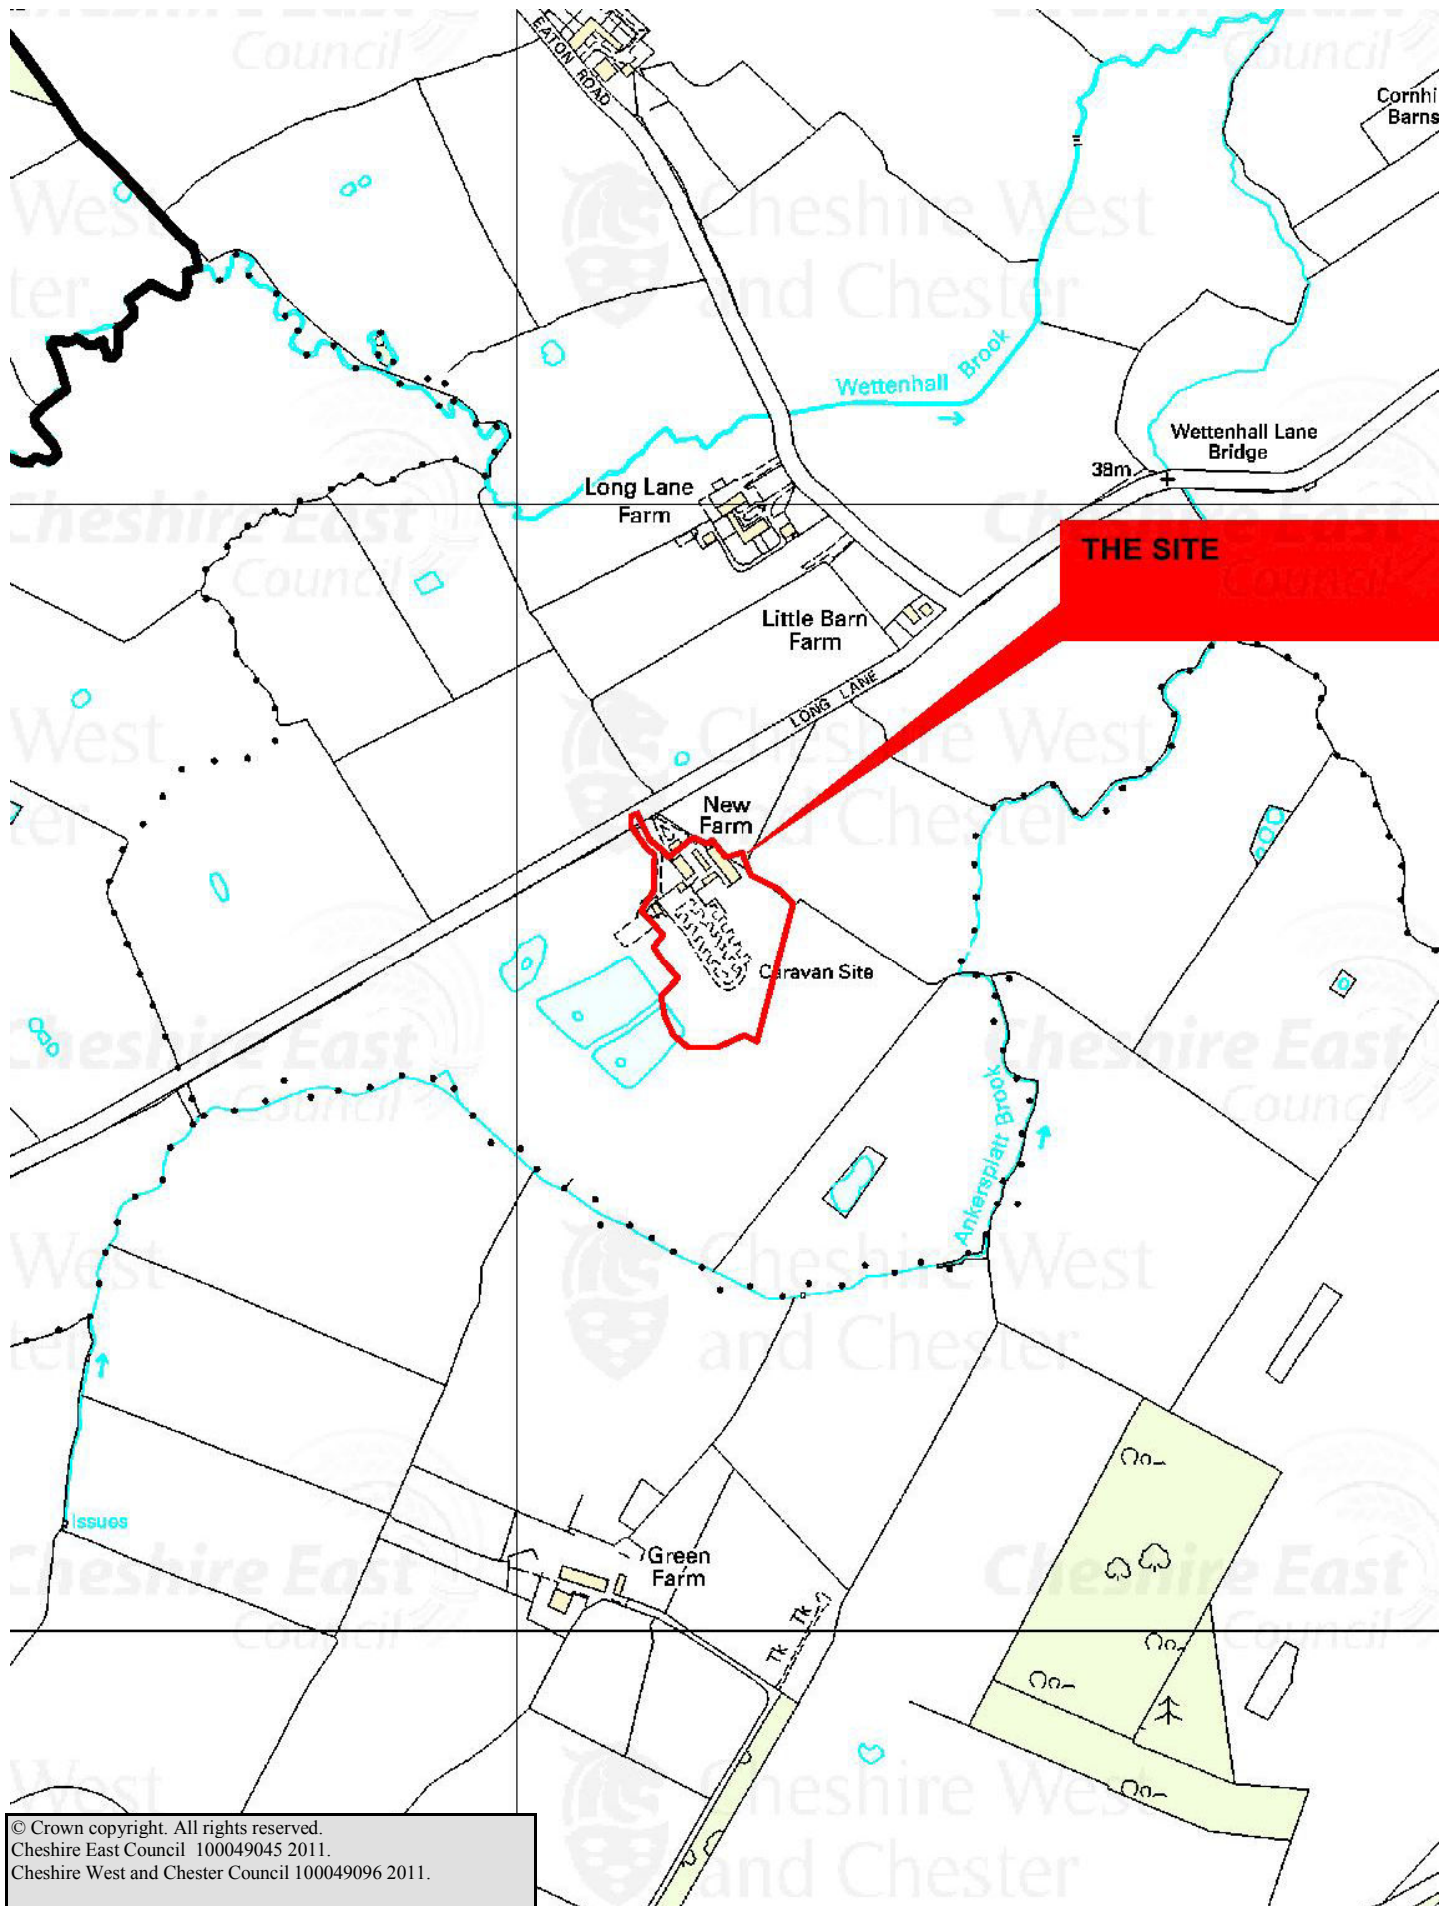 EATON ROAD
Cornhi
Barns
Wettenhall Brook
Wettenhall Lane
Bridge
38m
Long Lane
Farm
THE SITE
Little Barn
Farm
LONG LANE
New
Farm
Caravan Site
Ankersplatt Brook
Issues
Green
Farm
Tk
Tk
Cheshire East
Council
Cheshire West
and Chester
© Crown copyright. All rights reserved.
Cheshire East Council 100049045 2011.
Cheshire West and Chester Council 100049096 2011.